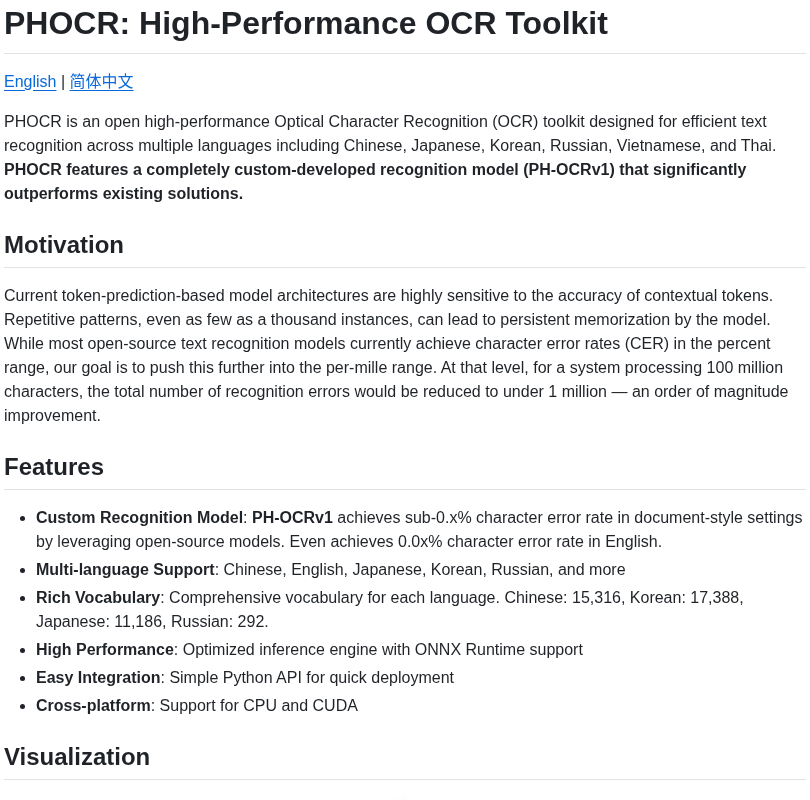 PHOCR: High-Performance OCR Toolkit
English | 简体中文
PHOCR is an open high-performance Optical Character Recognition (OCR) toolkit designed for efficient text
recognition across multiple languages including Chinese, Japanese, Korean, Russian, Vietnamese, and Thai.
PHOCR features a completely custom-developed recognition model (PH-OCRv1) that significantly
outperforms existing solutions.
Motivation
Current token-prediction-based model architectures are highly sensitive to the accuracy of contextual tokens.
Repetitive patterns, even as few as a thousand instances, can lead to persistent memorization by the model.
While most open-source text recognition models currently achieve character error rates (CER) in the percent
range, our goal is to push this further into the per-mille range. At that level, for a system processing 100 million
characters, the total number of recognition errors would be reduced to under 1 million — an order of magnitude
improvement.
Features
• Custom Recognition Model: PH-OCRv1 achieves sub-0.x% character error rate in document-style settings
by leveraging open-source models. Even achieves 0.0x% character error rate in English.
• Multi-language Support: Chinese, English, Japanese, Korean, Russian, and more
• Rich Vocabulary: Comprehensive vocabulary for each language. Chinese: 15,316, Korean: 17,388,
Japanese: 11,186, Russian: 292.
• High Performance: Optimized inference engine with ONNX Runtime support
• Easy Integration: Simple Python API for quick deployment
• Cross-platform: Support for CPU and CUDA
Visualization